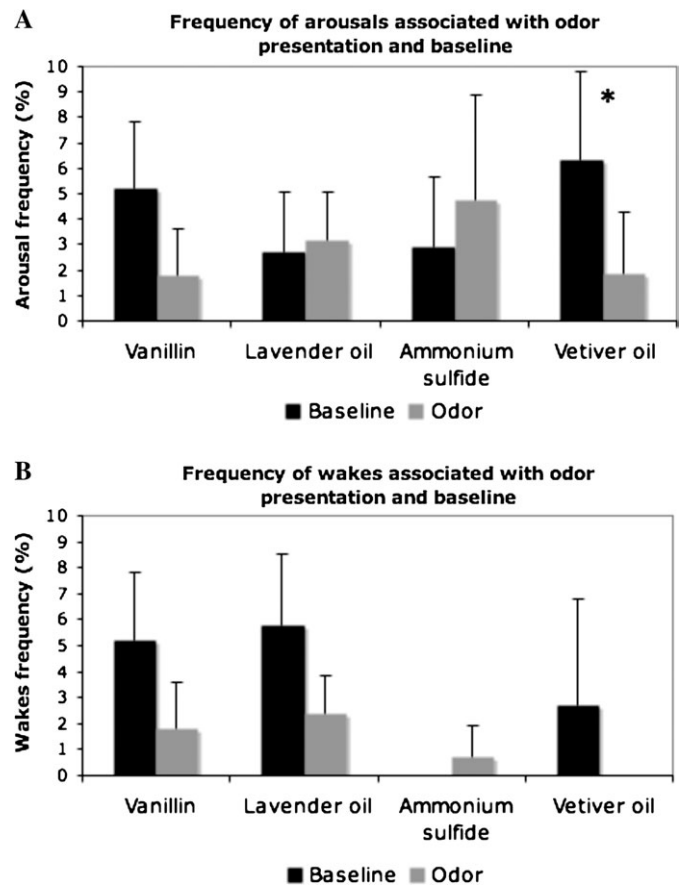 A
Frequency of arousals associated with odor
presentation and baseline
Arousal frequency (%)
10
9
8
7
6
5
4
3
2
1
0
*
Vanillin
Lavender oil
Ammonium
sulfide
Vetiver oil
Baseline
Odor
B
Frequency of wakes associated with odor
presentation and baseline
Wakes frequency (%)
10
9
8
7
6
5
4
3
2
1
0
Vanillin
Lavender oil
Ammonium
sulfide
Vetiver oil
Baseline
Odor